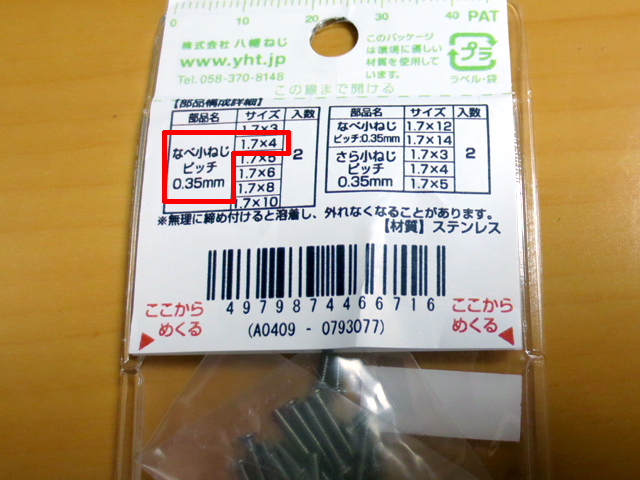 0 10 20 30 40 PAT
株式会社 八幡ねじ
www.yht.jp
Tel. 058-370-8148
このパッケージ
は環境に優しい
材質を使用して
います。
プラ
ラベル・袋
この線まで開ける
【部品構成詳細】
部品名 サイズ 入数
なべ小ねじ
ピッチ
0.35mm
1.7×3
1.7×4
1.7×5
1.7×6
1.7×8
1.7×10
2
部品名 サイズ 入数
なべ小ねじ
ピッチ:0.35mm
1.7×12
1.7×14
さら小ねじ
ピッチ
0.35mm
1.7×3
1.7×4
1.7×5
2
※無理に締め付けると溶着し、外れなくなることがあります。
【材質】ステンレス
ここから
めくる
4979874466716
(A0409 - 0793077)
ここから
めくる